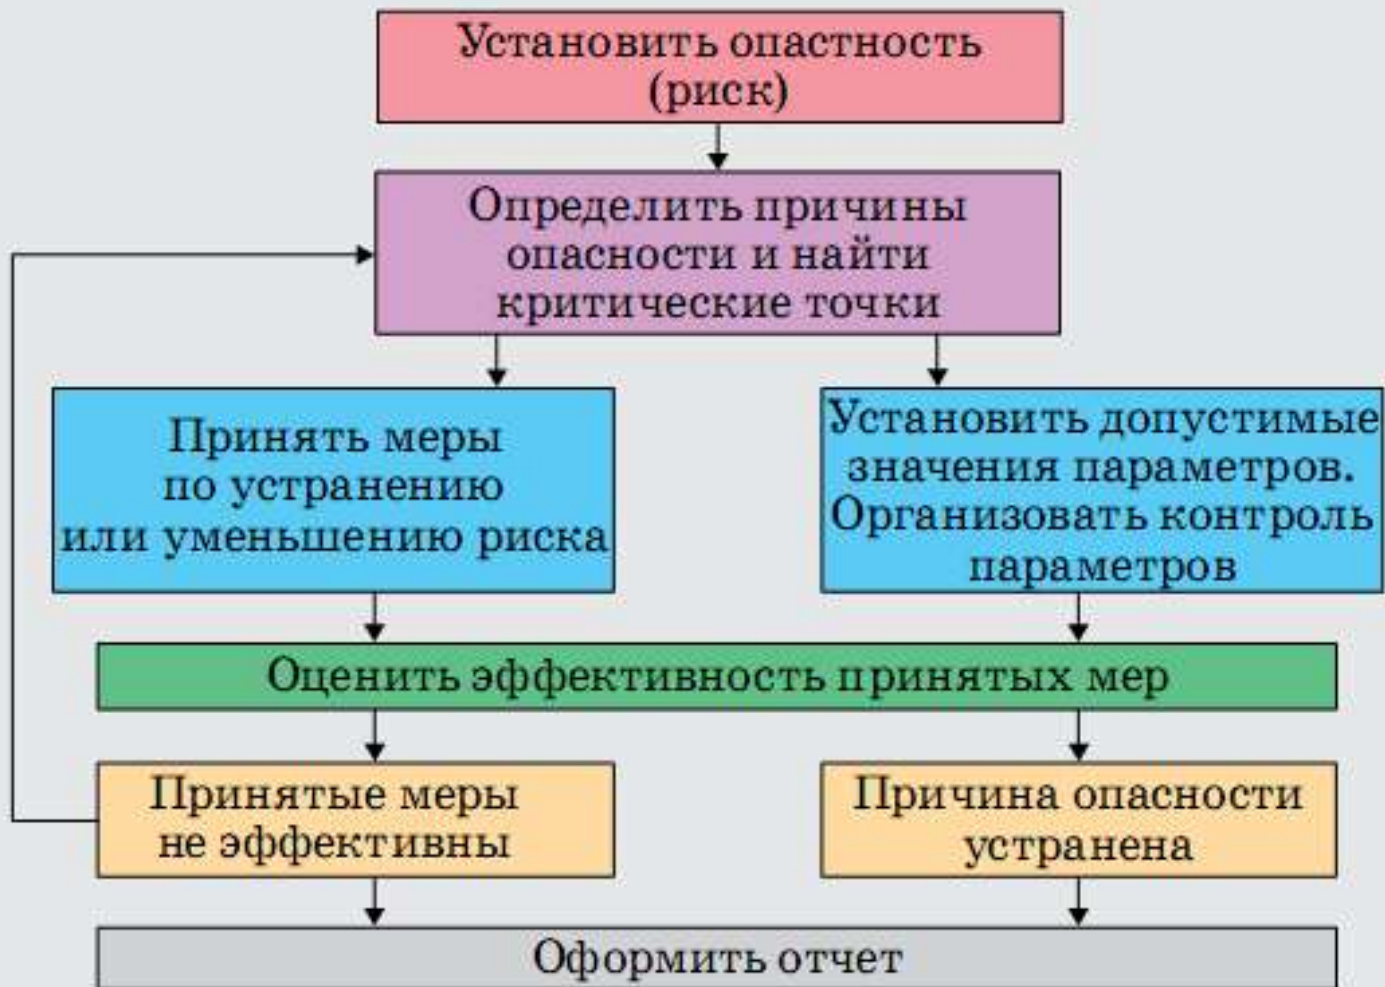 Установить опастность
(риск)
Определить причины
опасности и найти
критические точки
Принять меры
по устранению
или уменьшению риска
Установить допустимые
значения параметров.
Организовать контроль
параметров
Оценить эффективность принятых мер
Принятые меры
не эффективны
Причина опасности
устранена
Оформить отчет